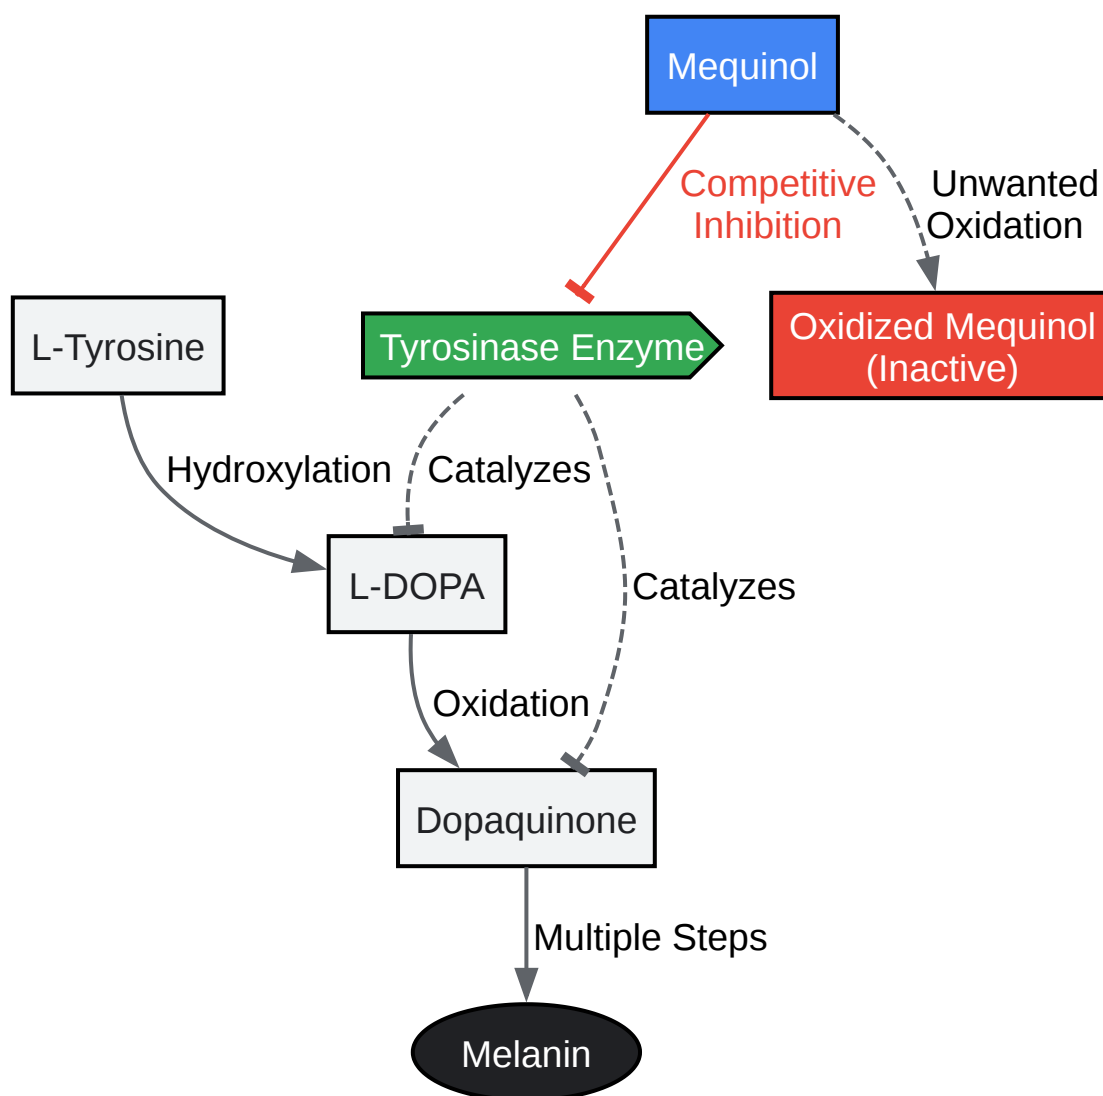 Mequinol
Competitive
Inhibition
Unwanted
Oxidation
L-Tyrosine
Tyrosinase Enzyme
Oxidized Mequinol
(Inactive)
Hydroxylation
Catalyzes
L-DOPA
Catalyzes
Oxidation
Dopaquinone
Multiple Steps
Melanin